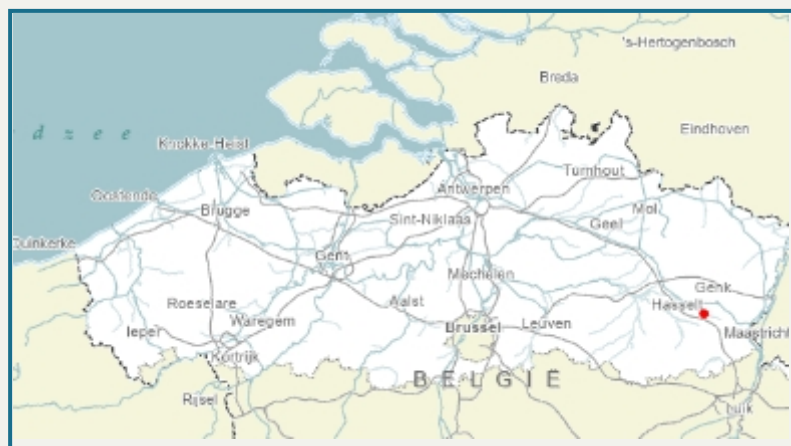 's-Hertogenbosch
Breda
Eindhoven
dzee
Knokke-Heist
Turnhout
Antwerpen
Oostende
Mol
Brugge
Sint-Niklaas
Geel
Duinkerke
Gent
Mechelen
Genk
Roeselare
Aalst
Hasselt
Ieper
Waregem
Brussel
Leuven
Maastricht
Kortrijk
BELGIË
Rijsel
Luik